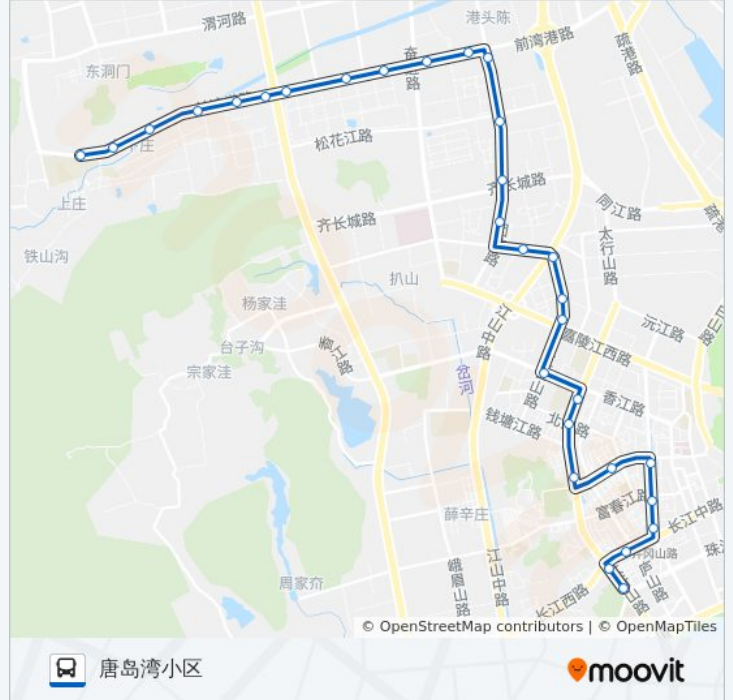 港头陈
渭河路
前湾港路
疏港路
东洞门
松花江路
齐长城路
上庄
同江路
齐长城路
太行山路
铁山沟
扒山
杨家洼
江山中路
沅江路
台子沟
香江路
嘉陵江西路
宗家洼
香江路
钱塘江路
富春江路
薛辛庄
长江中路
井冈山路
周家夼
峨眉山路
江山中路
庐山路
长江西路
© OpenStreetMap contributors | © OpenMapTiles
唐岛湾小区
moovit